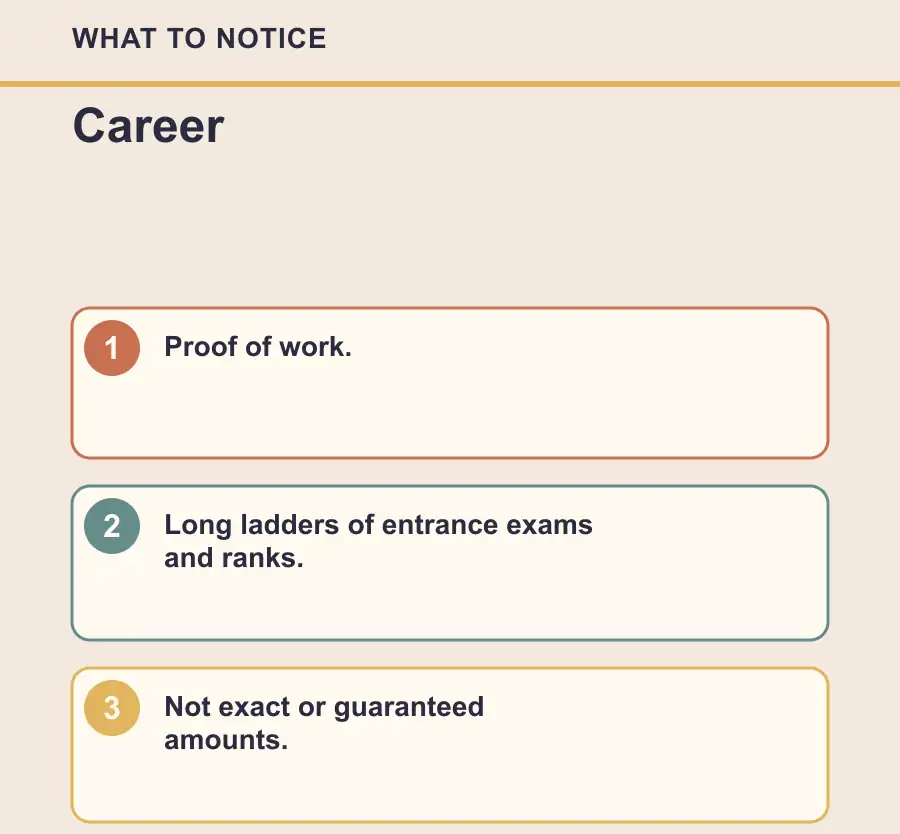 WHAT TO NOTICE
Career
1
Proof of work.
2
Long ladders of entrance exams
and ranks.
3
Not exact or guaranteed
amounts.